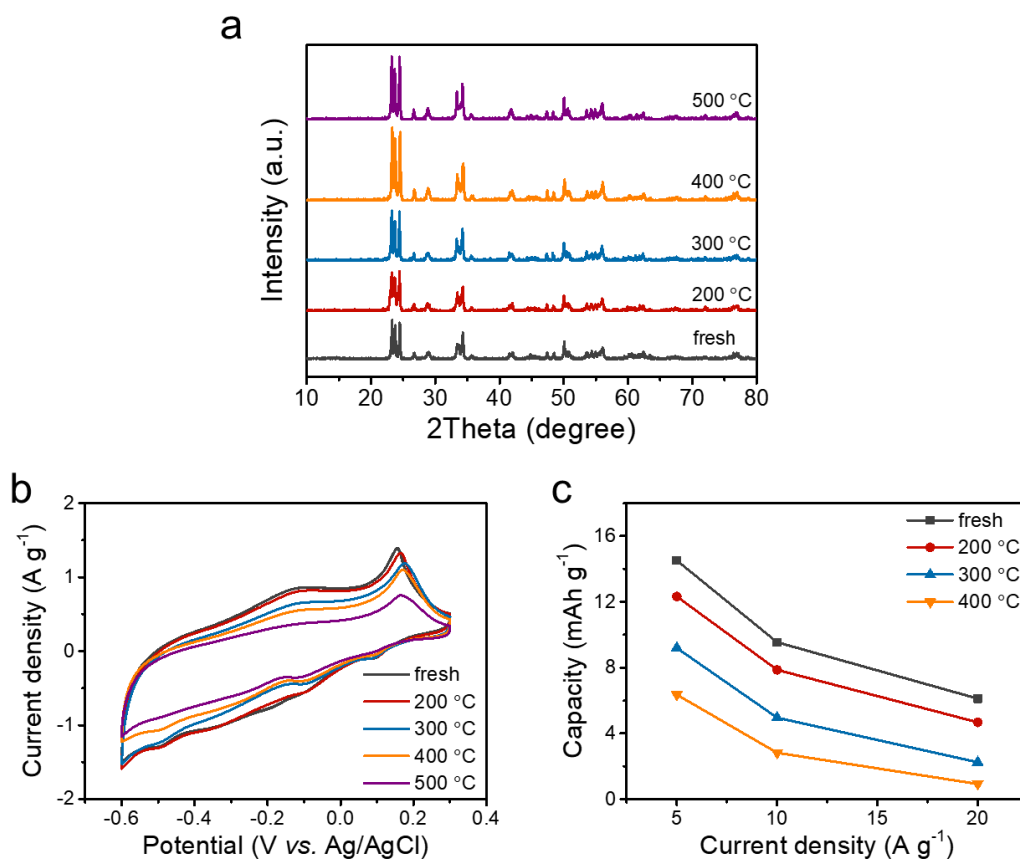 a
500 °C
400 °C
300 °C
200 °C
fresh
Intensity (a.u.)
10 20 30 40 50 60 70 80
2Theta (degree)
b
2
1
0
-1
-2
Current density (A g-1)
fresh
200 °C
300 °C
400 °C
500 °C
-0.6 -0.4 -0.2 0.0 0.2 0.4
Potential (V vs. Ag/AgCl)
c
16
12
8
4
0
Capacity (mAh g-1)
fresh
200 °C
300 °C
400 °C
5 10 15 20
Current density (A g-1)